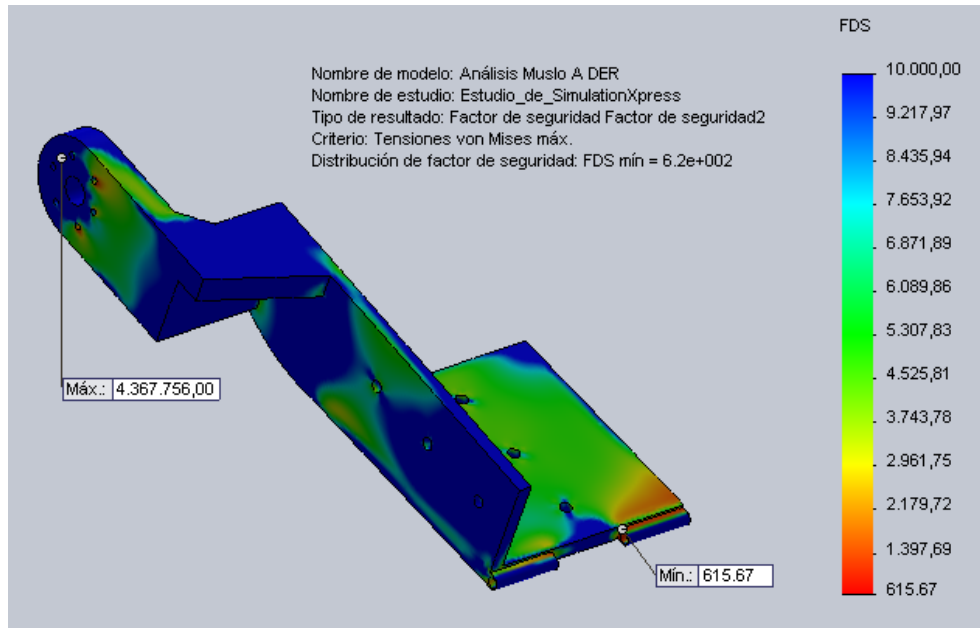 FDS
Nombre de modelo: Análisis Muslo A DER
Nombre de estudio: Estudio_de_SimulationXpress
Tipo de resultado: Factor de seguridad Factor de seguridad2
Criterio: Tensiones von Mises máx.
Distribución de factor de seguridad: FDS mín = 6.2e+002
10.000,00
9.217,97
8.435,94
7.653,92
6.871,89
6.089,86
5.307,83
4.525,81
3.743,78
2.961,75
2.179,72
1.397,69
615.67
Máx.: 4.367.756,00
Mín.: 615.67